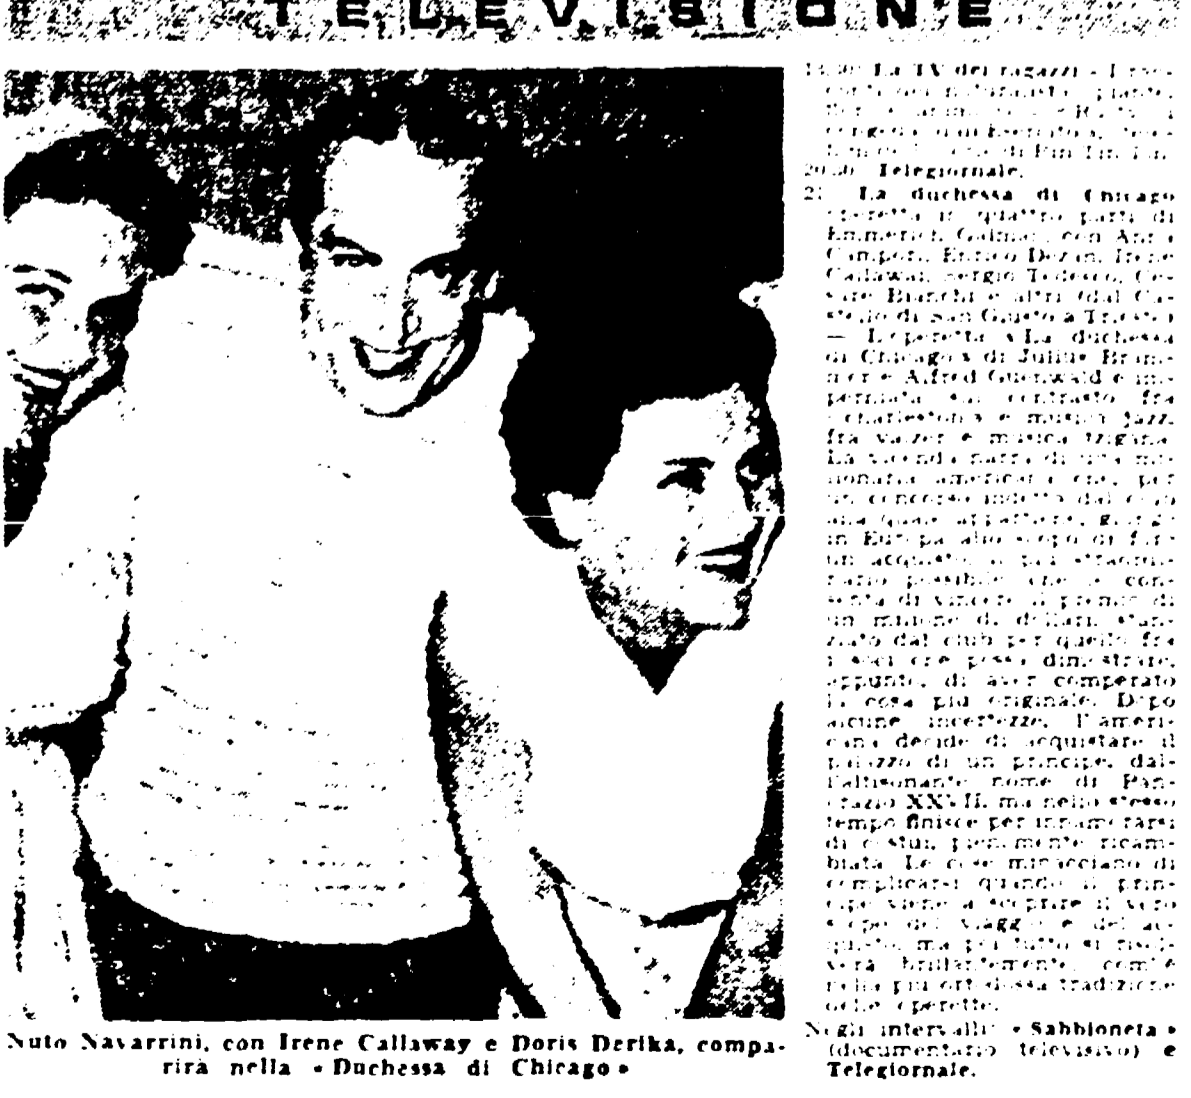 TELEVISIONE
La TV dei ragazzi - I
naturalista: piante,
congedo dall'esercito»,
di Rin Tin Tin.
20.30 Telegiornale.
21 La duchessa di Chicago
operetta in quattro parti di
Emmerich con Anna
Campori, Enrico Dezan, Irene
Callaway, Sergio Tedesco, Ce-
sare Bianchi e altri (dal Ca-
stello di San Giusto a Trieste)
— L'operetta «La duchessa
di Chicago» di Julius Bram-
mer e Alfred Guenwald è im-
perniata sul contrasto fra
«charleston» e musica jazz,
fra valzer e musica tzigana.
La vicenda narra di una mi-
lionaria americana che, per
un concorso indetto dal club
alla quale appartiene, giunge
in Europa allo scopo di fare
un acquisto, il più straordi-
nario possibile che le con-
senta di vincere il premio di
un milione di dollari, stan-
ziato dal club per quello fra
i soci che possa dimostrare,
appunto, di aver comperato
la cosa più originale. Dopo
alcune incertezze, l'ameri-
cana decide di acquistare il
palazzo di un principe, dal-
l'altisonante nome di Pan-
crazio XXVII, ma nello stesso
tempo finisce per innamorarsi
di costui, pienamente ricam-
biata. Le cose minacciano di
complicarsi quando il prin-
cipe viene a scoprire il vero
scopo del viaggio e del ac-
quisto, ma poi tutto si risol-
verà brillantemente, com'è
nella più ortodossa tradizione
delle operette.
Negli intervalli: «Sabbioneta»
(documentario televisivo) e
Telegiornale.
Nuto Navarrini, con Irene Callaway e Doris Derika, compa-
rirà nella «Duchessa di Chicago»